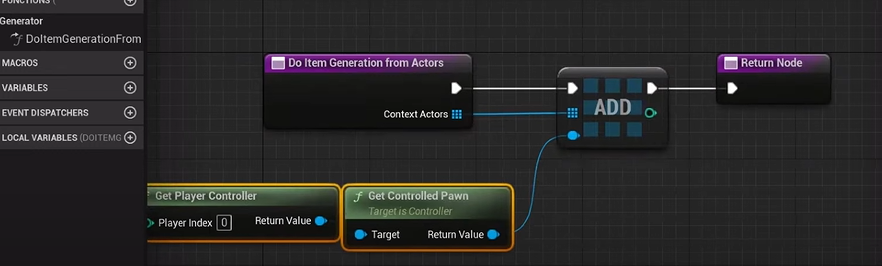 FUNCTIONS (
Generator
DoItemGenerationFrom
MACROS
VARIABLES
EVENT DISPATCHERS
LOCAL VARIABLES (DOITEMG
Do Item Generation from Actors
Context Actors
ADD
Return Node
Get Player Controller
Player Index 0 Return Value
Get Controlled Pawn
Target is Controller
Target Return Value